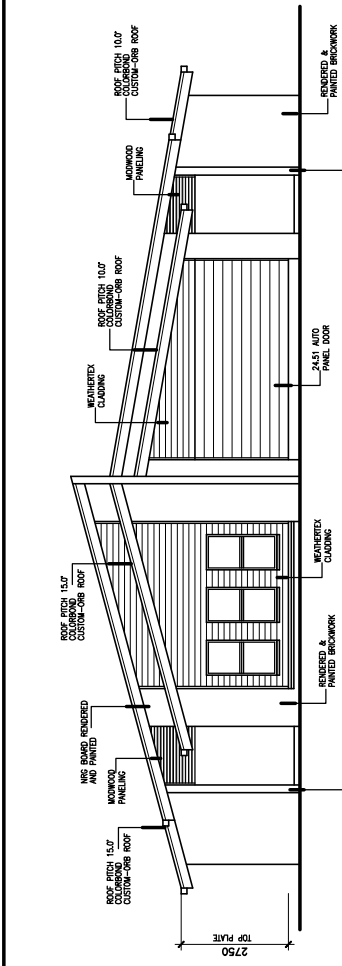 ROOF PITCH 15.0°
COLORBOND
CUSTOM-ORB ROOF
MODWOOD
PANELING
NRG BOARD RENDERED
AND PAINTED
ROOF PITCH 15.0°
COLORBOND
CUSTOM-ORB ROOF
WEATHERTEX
CLADDING
ROOF PITCH 10.0°
COLORBOND
CUSTOM-ORB ROOF
MODWOOD
PANELING
ROOF PITCH 10.0°
COLORBOND
CUSTOM-ORB ROOF
2750
TOP PLATE
RENDERED &
PAINTED BRICKWORK
WEATHERTEX
CLADDING
24.51 AUTO
PANEL DOOR
RENDERED &
PAINTED BRICKWORK